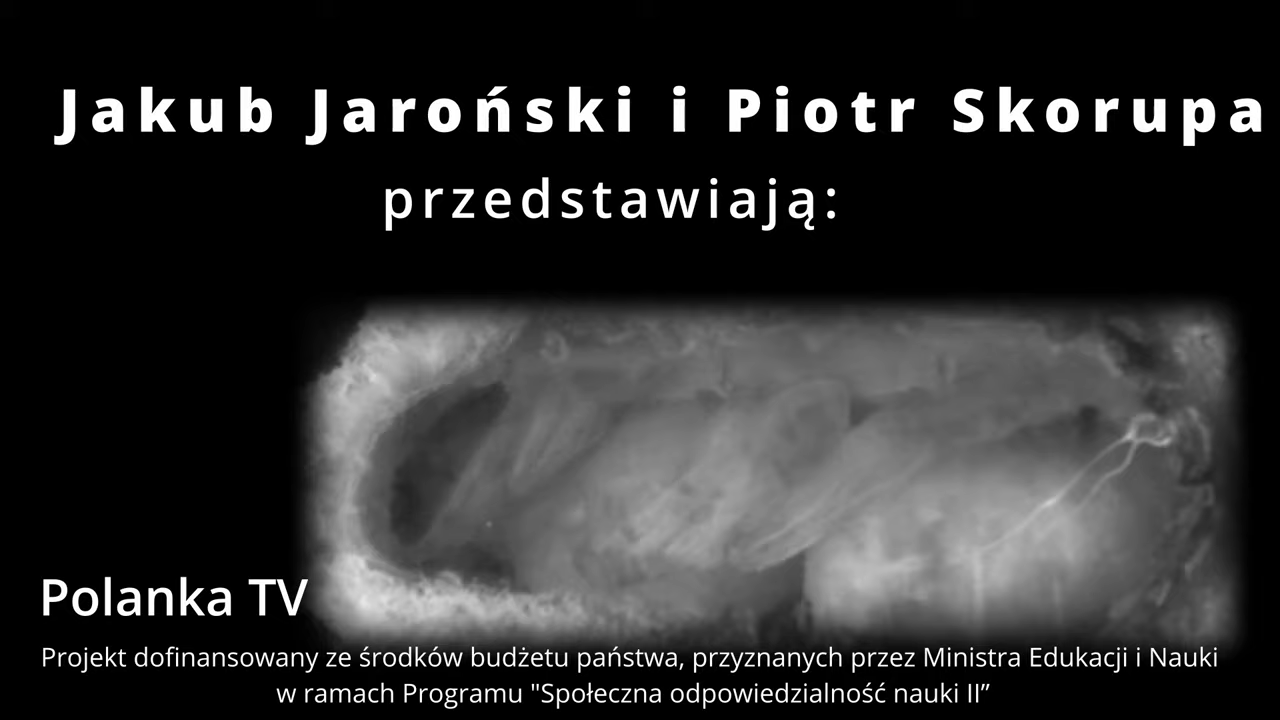 Jakub Jaroński i Piotr Skorupa
przedstawiają:
Polanka TV
Projekt dofinansowany ze środków budżetu państwa, przyznanych przez Ministra Edukacji i Nauki
w ramach Programu "Społeczna odpowiedzialność nauki II”